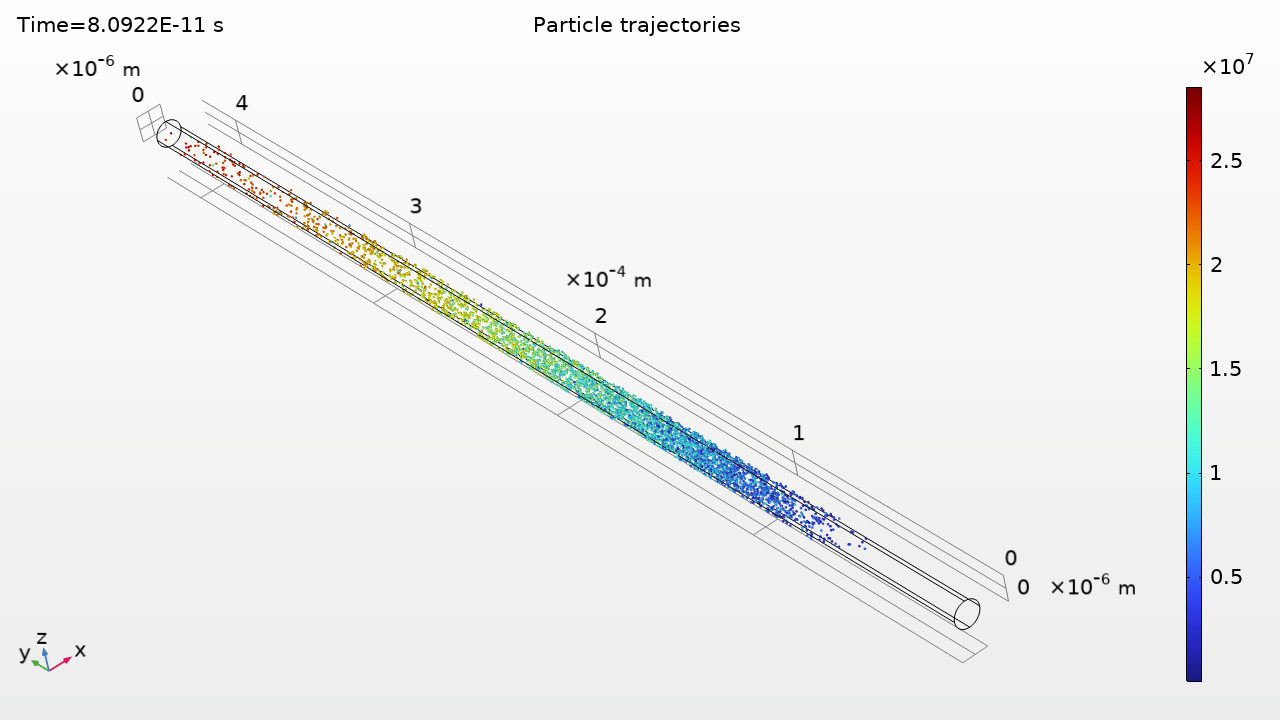 Time=8.0922E-11 s
Particle trajectories
×10⁷
×10⁻⁶ m
0
4
2.5
3
2
×10⁻⁴ m
2
1.5
1
1
0
0 ×10⁻⁶ m
0.5
z
y x